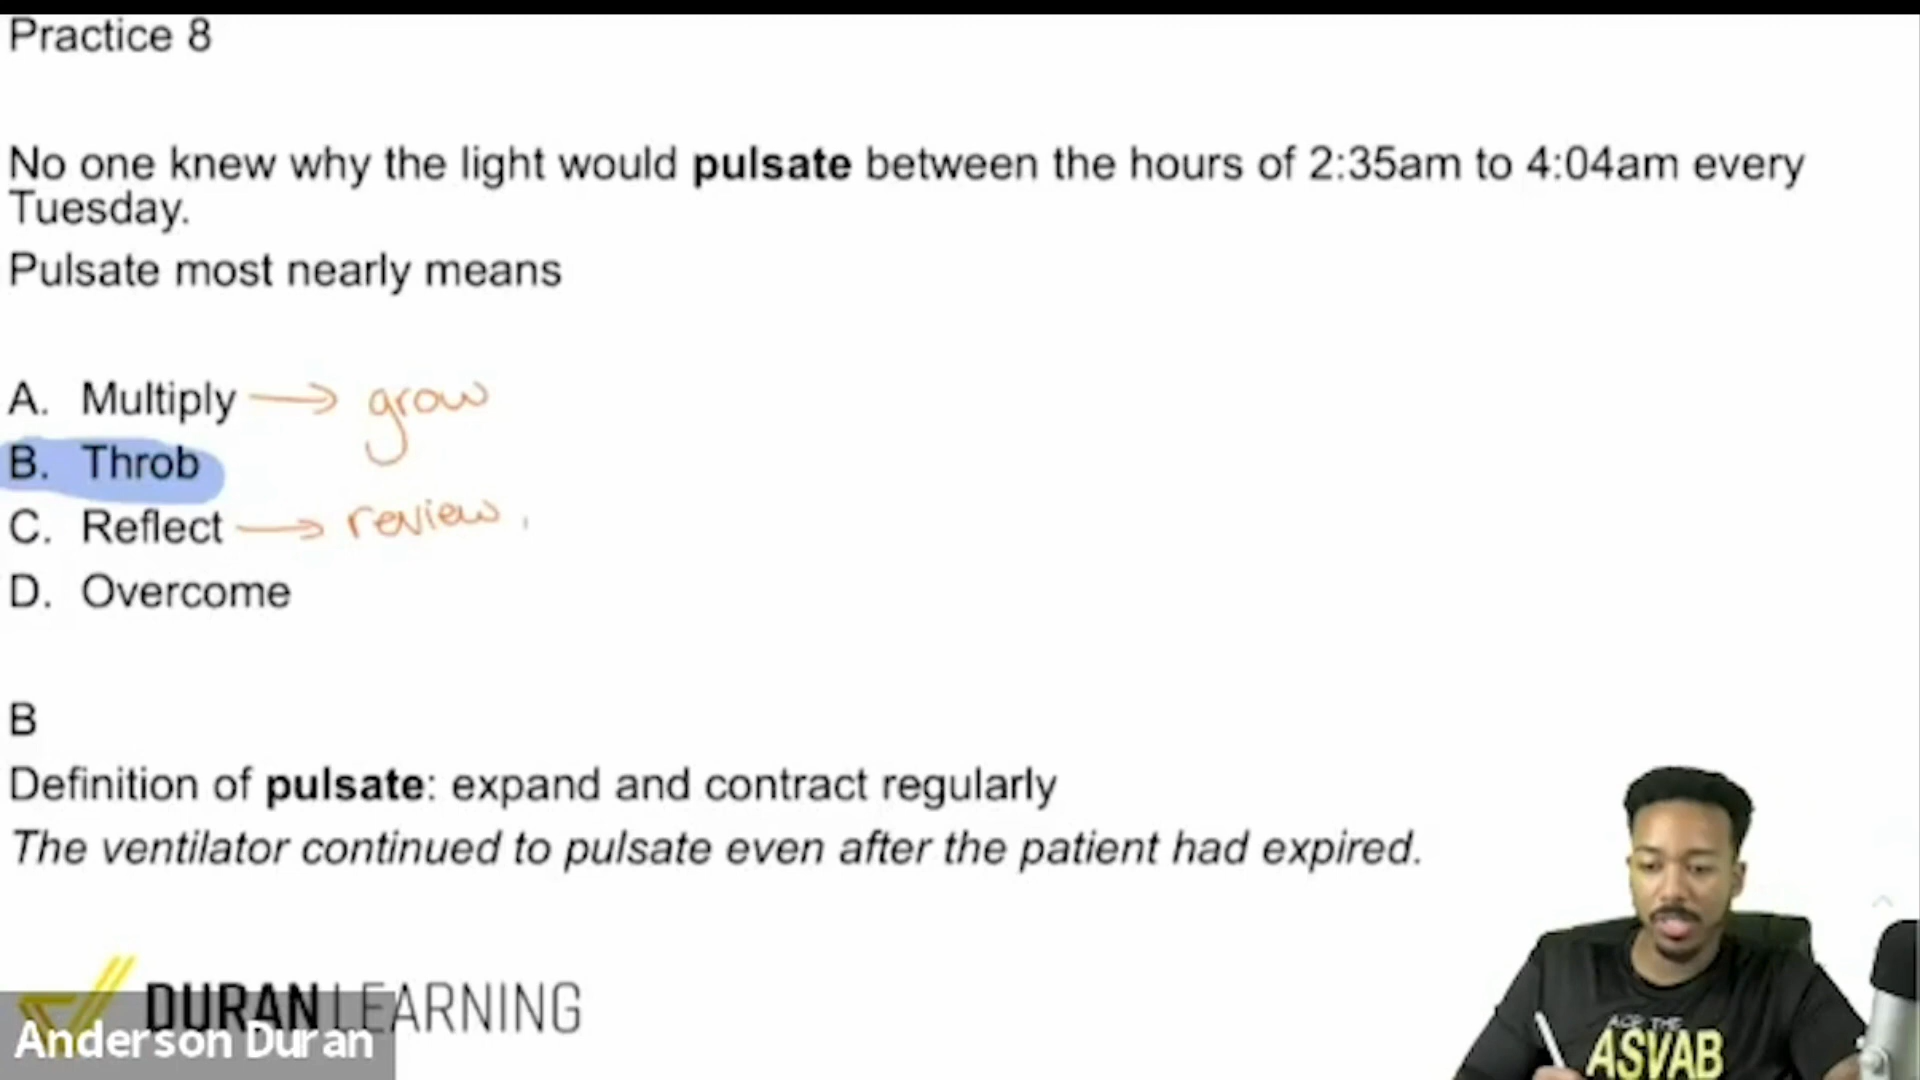 Practice 8
No one knew why the light would pulsate between the hours of 2:35am to 4:04am every
Tuesday.
Pulsate most nearly means
A. Multiply → grow
B. Throb
C. Reflect → review,
D. Overcome
B
Definition of pulsate: expand and contract regularly
The ventilator continued to pulsate even after the patient had expired.
DURAN LEARNING
Anderson Duran
ACE THE
ASVAB